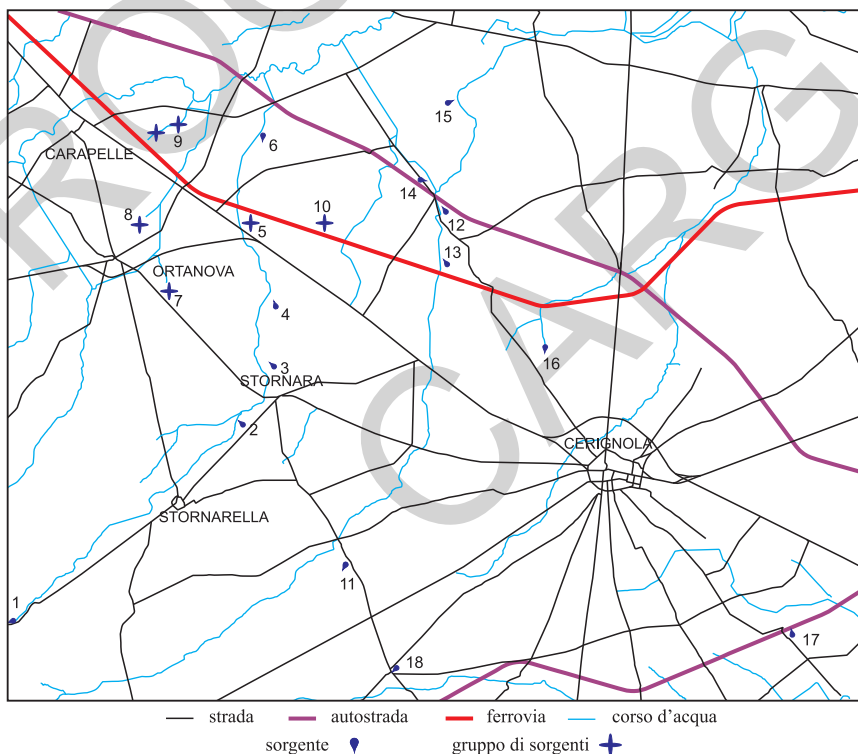 15
9
6
CARAPELLE
14
8
10
12
5
13
ORTANOVA
7
4
16
3
STORNARA
2
CERIGNOLA
STORNARELLA
11
1
17
18
strada autostrada ferrovia corso d'acqua
sorgente gruppo di sorgenti
CARG